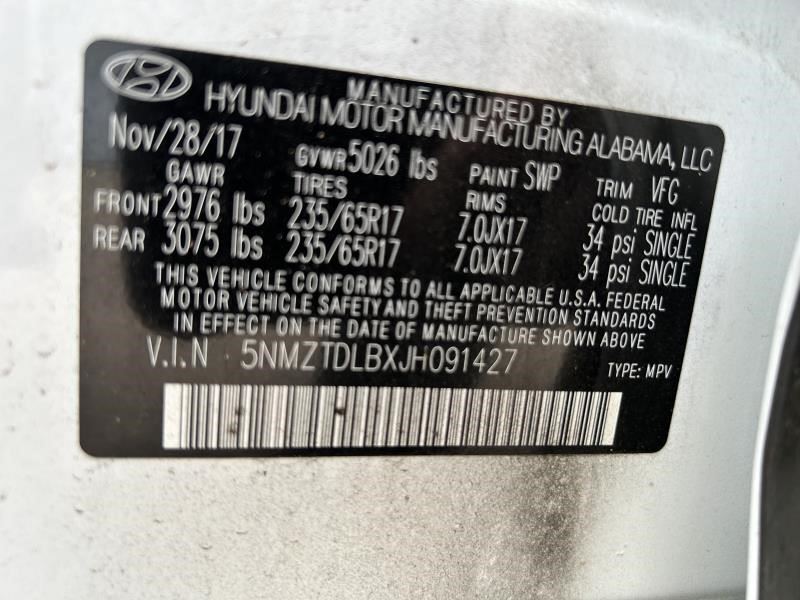 MANUFACTURED BY
HYUNDAI MOTOR MANUFACTURING ALABAMA, LLC
Nov/28/17 GVWR 5026 lbs PAINT SWP TRIM VFG
GAWR TIRES RIMS COLD TIRE INFL
FRONT 2976 lbs 235/65R17 7.0JX17 34 psi SINGLE
REAR 3075 lbs 235/65R17 7.0JX17 34 psi SINGLE
THIS VEHICLE CONFORMS TO ALL APPLICABLE U.S.A. FEDERAL
MOTOR VEHICLE SAFETY AND THEFT PREVENTION STANDARDS
IN EFFECT ON THE DATE OF MANUFACTURE SHOWN ABOVE
V.I.N 5NMZTDLBXJH091427 TYPE: MPV